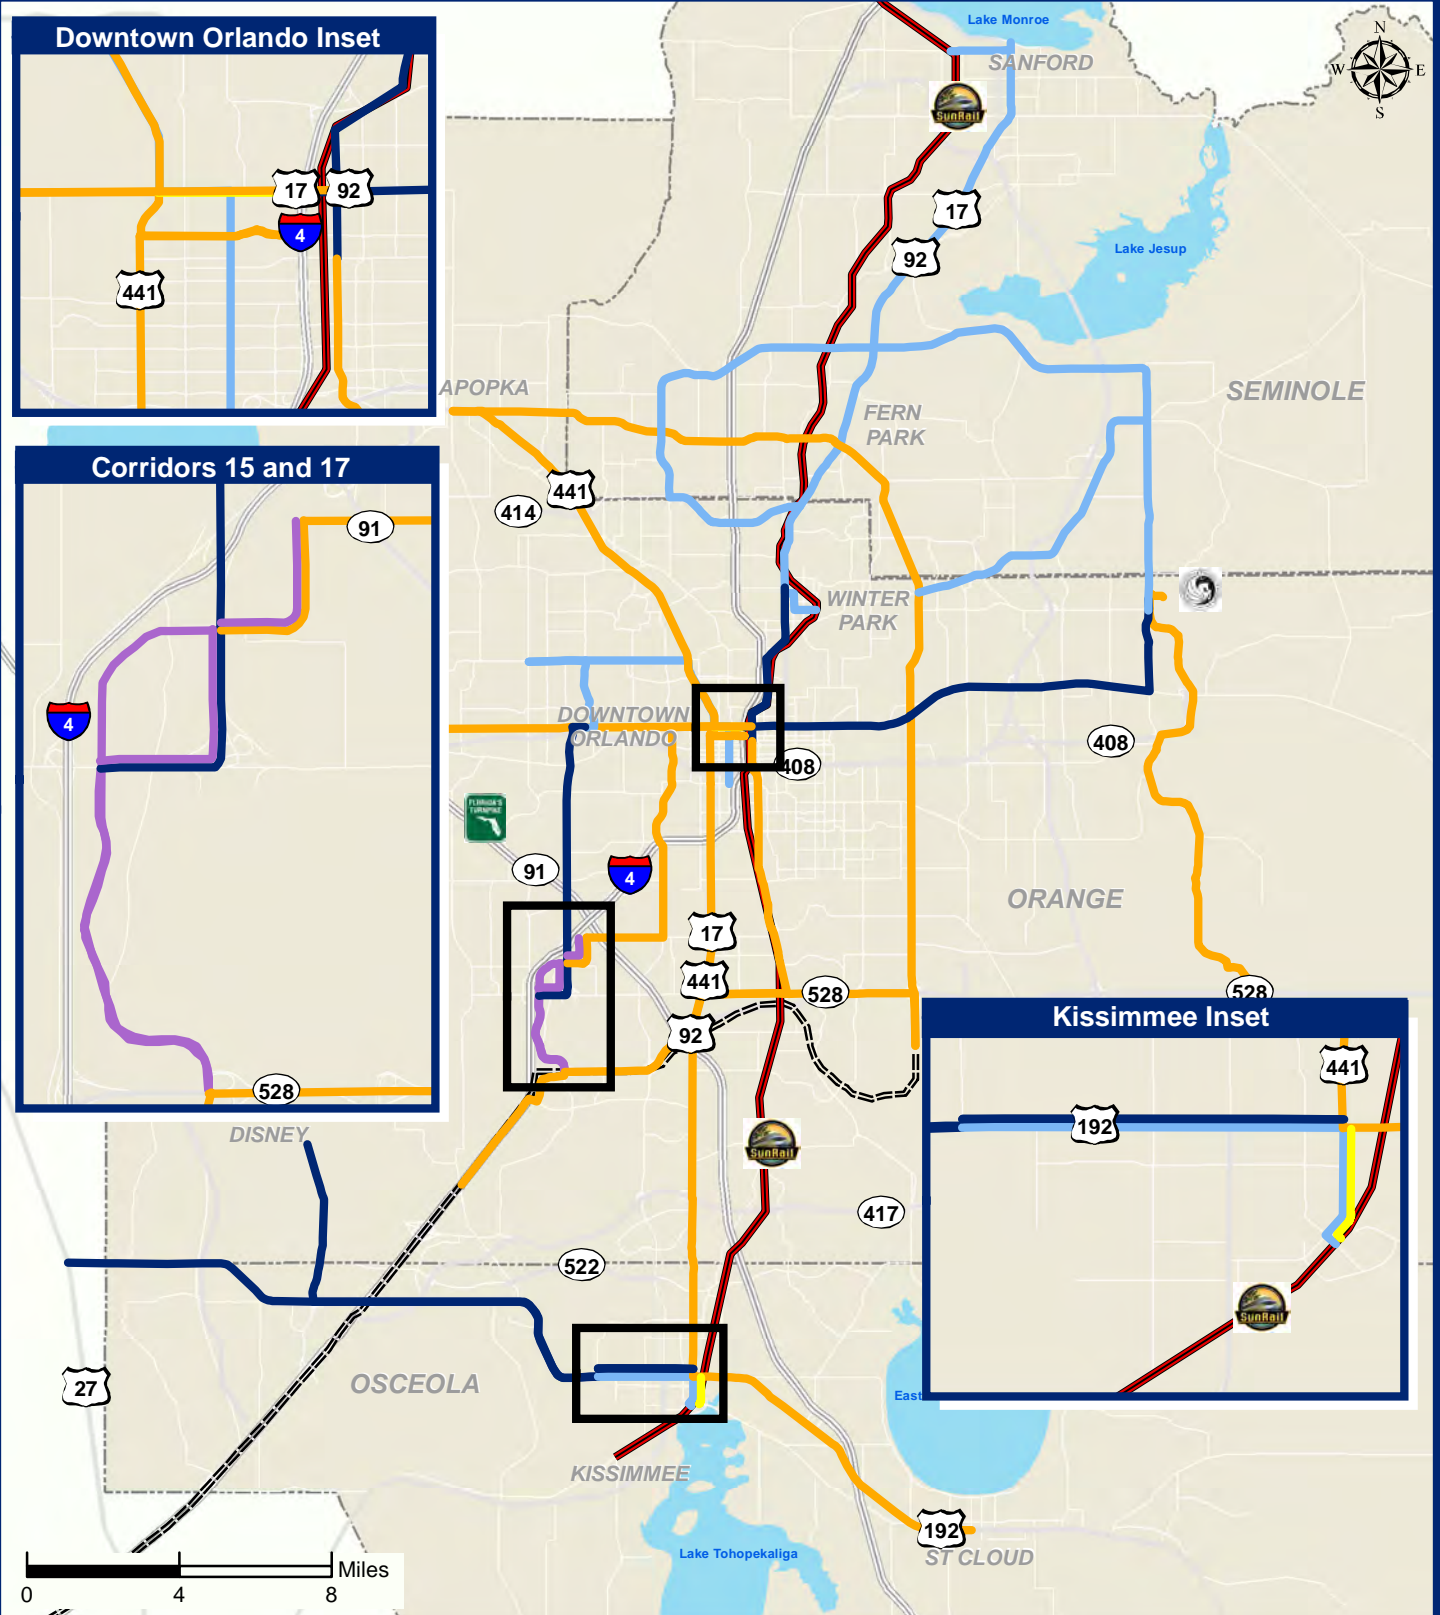 Downtown Orlando Inset
17
92
4
441
Lake Monroe
SANFORD
N
W
E
S
SunRail
17
92
Lake Jesup
APOPKA
SEMINOLE
FERN
PARK
441
414
Corridors 15 and 17
91
4
528
WINTER
PARK
DOWNTOWN
ORLANDO
408
408
FLORIDA'S
TURNPIKE
91
4
ORANGE
17
441
528
92
528
Kissimmee Inset
441
192
SunRail
DISNEY
SunRail
417
522
27
OSCEOLA
East
KISSIMMEE
192
ST CLOUD
Lake Tohopekaliga
Miles
0
4
8